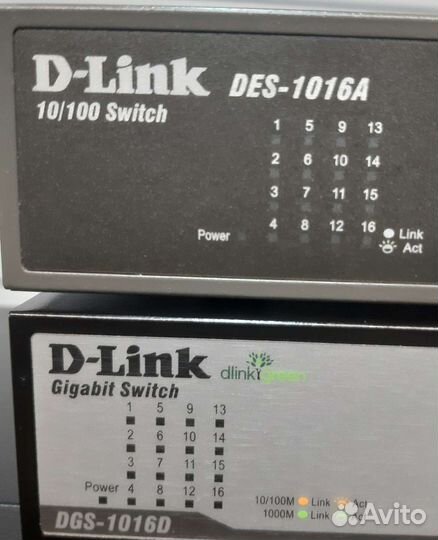 D-Link DES-1016A
10/100 Switch
1 5 9 13
2 6 10 14
3 7 11 15
4 8 12 16
Power
Link
Act
D-Link dlinkgreen
Gigabit Switch
1 5 9 13
2 6 10 14
3 7 11 15
Power 4 8 12 16
10/100M Link Act
1000M Link Act
DGS-1016D
Avito